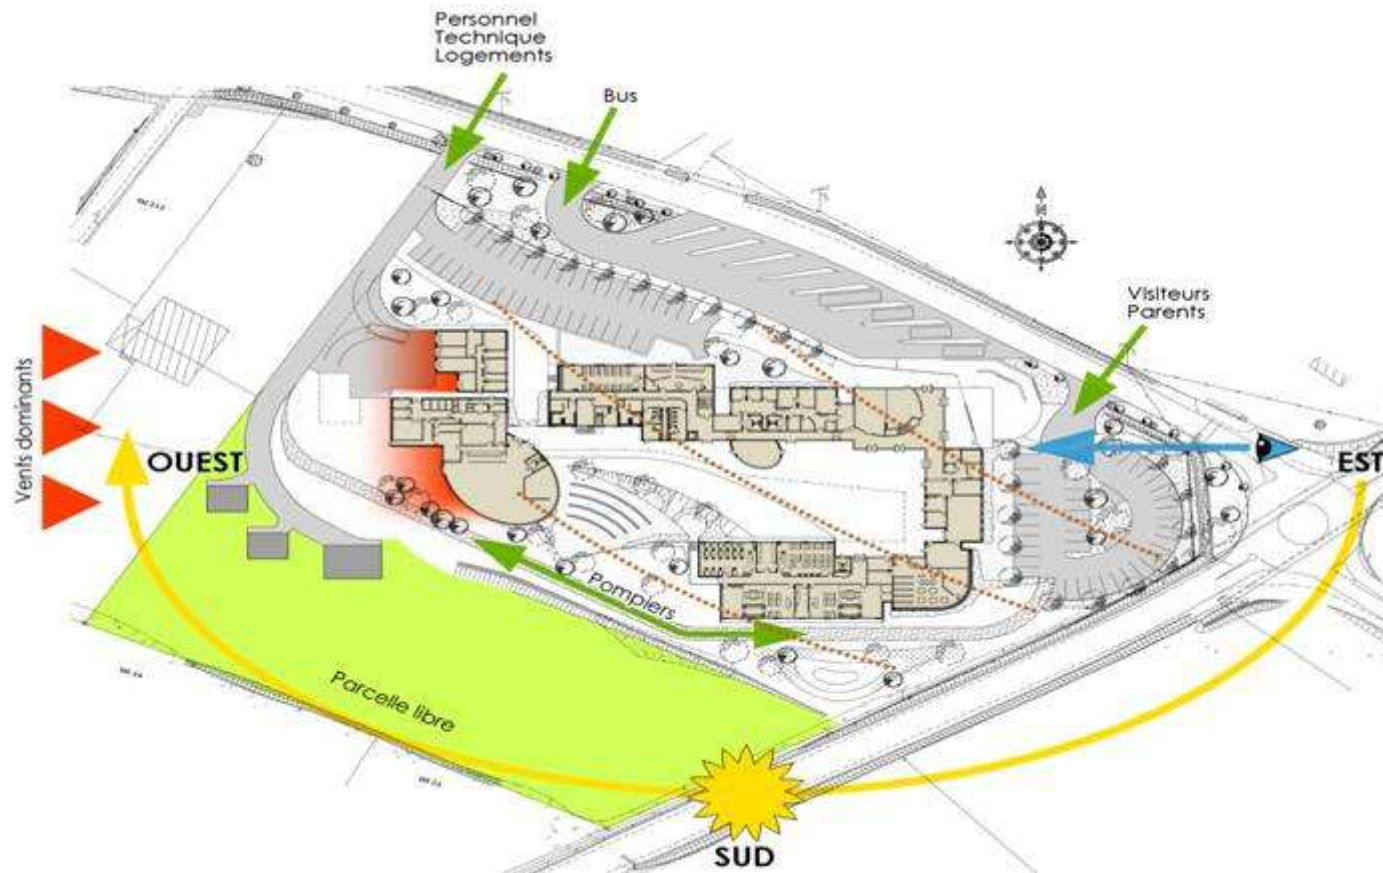 Personnel
Technique
Logements
Bus
N
Visiteurs
Parents
Vents dominants
OUEST
EST
Pompiers
Parcelle libre
SUD